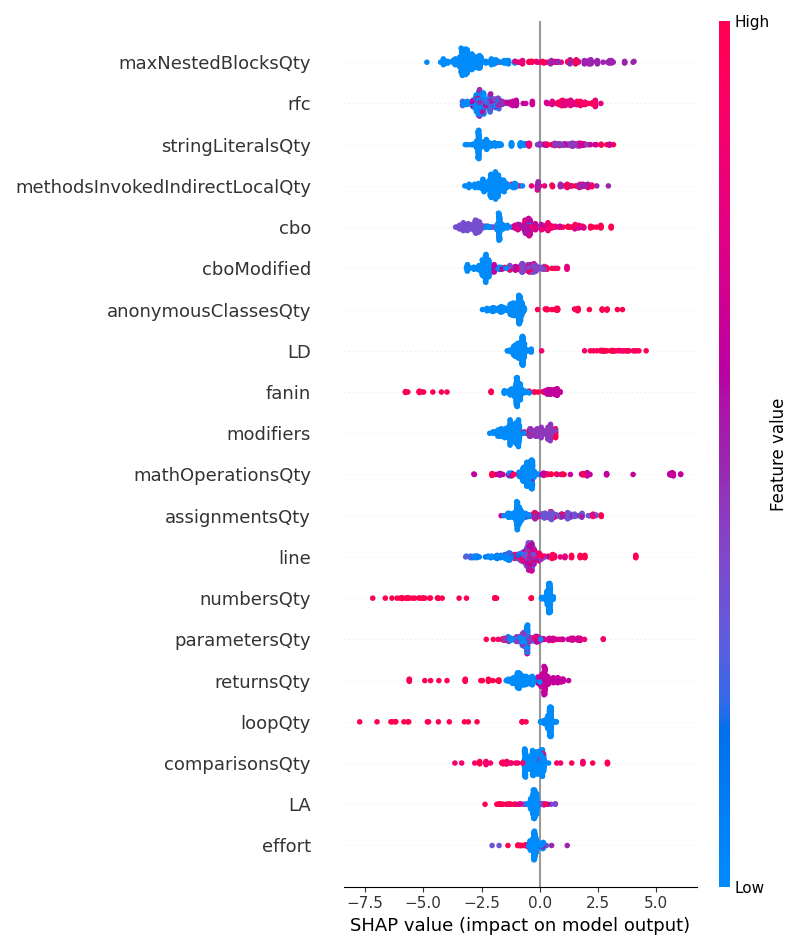 High
maxNestedBlocksQty
rfc
stringLiteralsQty
methodsInvokedIndirectLocalQty
cbo
cboModified
anonymousClassesQty
LD
fanin
modifiers
mathOperationsQty
assignmentsQty
line
numbersQty
parametersQty
returnsQty
loopQty
comparisonsQty
LA
effort
Feature value
Low
−7.5 −5.0 −2.5 0.0 2.5 5.0
SHAP value (impact on model output)